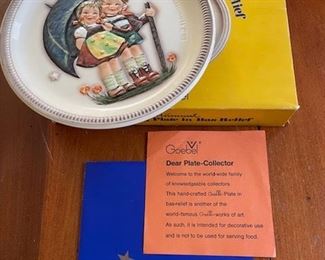 Hummel
Plate in Bas Relief
Goebel
Dear Plate-Collector
Welcome to the world-wide family
of knowledgeable collectors.
This hand-crafted Goebel-Plate in
bas-relief is another of the
world-famous Goebel-works of art.
As such, it is intended for decorative use
and is not to be used for serving food.